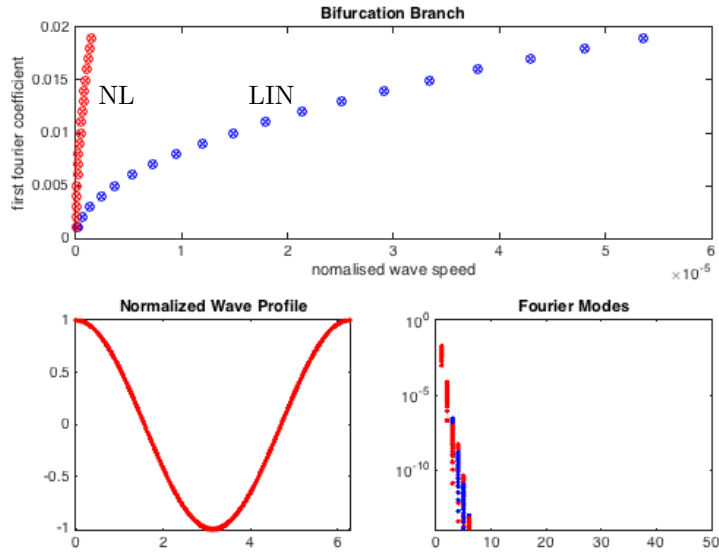 Bifurcation Branch
0.02
0.015
0.01
0.005
0
first fourier coefficient
NL
LIN
0 1 2 3 4 5 6
nomalised wave speed
×10^-5
Normalized Wave Profile
1
0.5
0
-0.5
-1
0 2 4 6
Fourier Modes
10^0
10^-5
10^-10
0 10 20 30 40 50